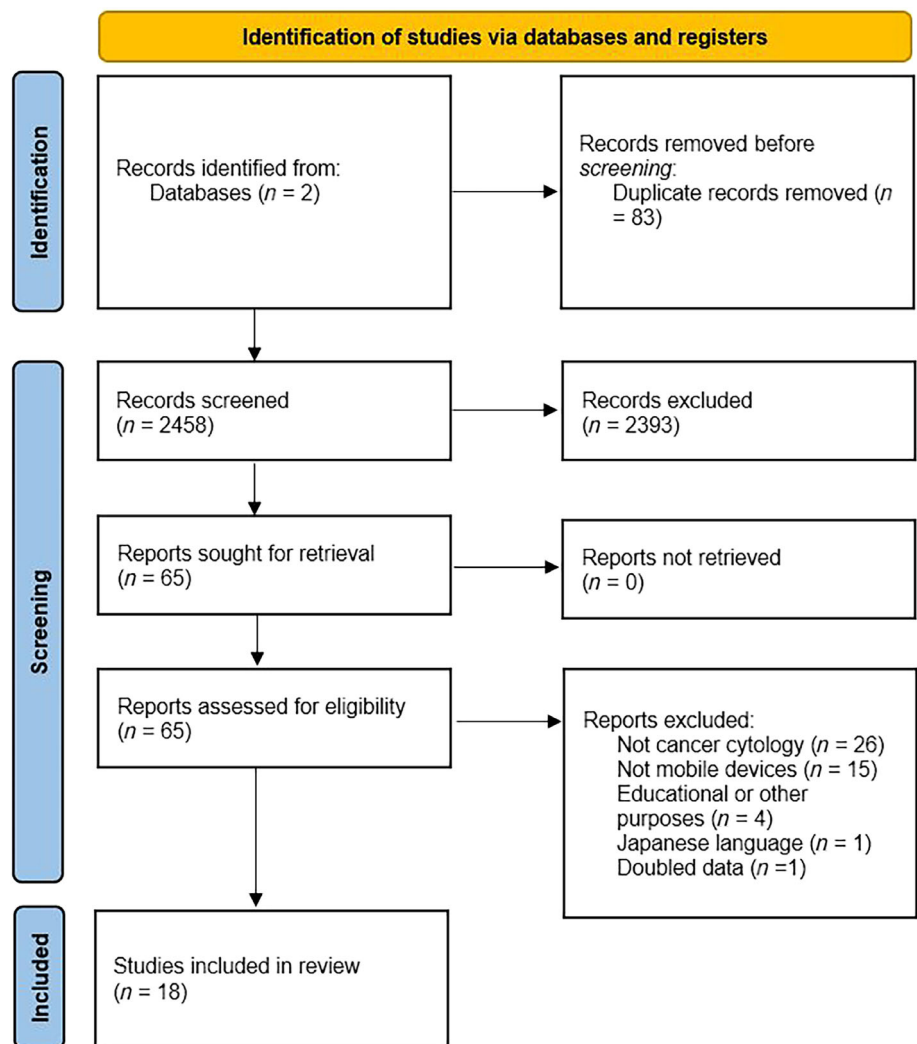 Identification of studies via databases and registers
Identification
Records identified from:
Databases (n = 2)
Records removed before
screening:
Duplicate records removed (n
= 83)
Screening
Records screened
(n = 2458)
Records excluded
(n = 2393)
Reports sought for retrieval
(n = 65)
Reports not retrieved
(n = 0)
Reports assessed for eligibility
(n = 65)
Reports excluded:
Not cancer cytology (n = 26)
Not mobile devices (n = 15)
Educational or other
purposes (n = 4)
Japanese language (n = 1)
Doubled data (n =1)
Included
Studies included in review
(n = 18)